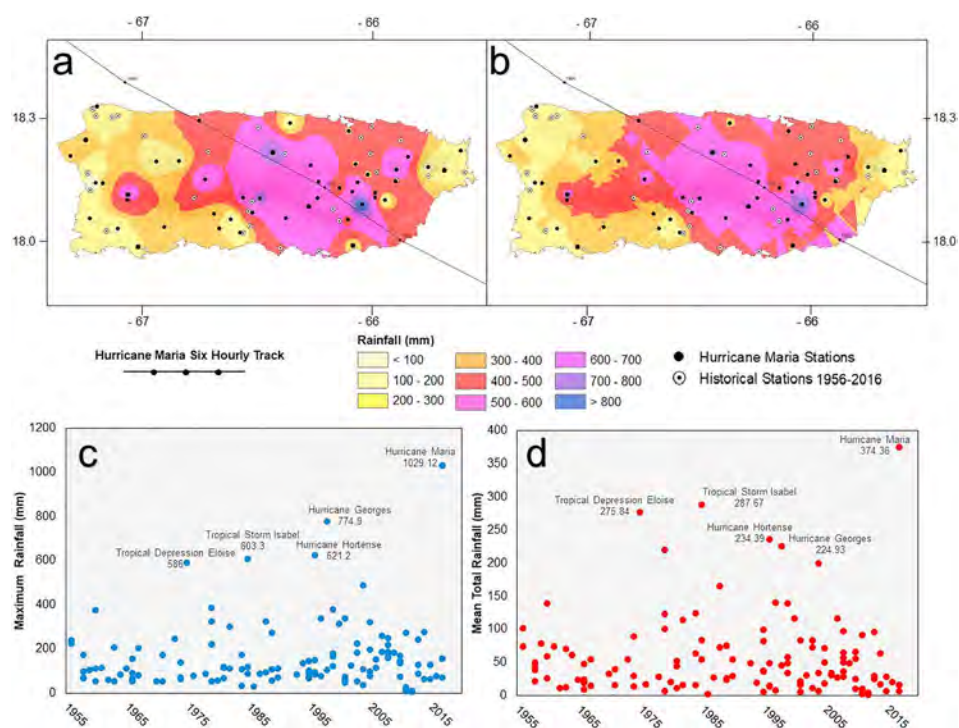 - 67
- 66
- 67
- 66
a
b
18.3
18.0
18.3
18.0
- 67
- 66
- 67
- 66
Hurricane Maria Six Hourly Track
Rainfall (mm)
< 100
100 - 200
200 - 300
300 - 400
400 - 500
500 - 600
600 - 700
700 - 800
> 800
Hurricane Maria Stations
Historical Stations 1956-2016
c
Maximum Rainfall (mm)
1200
1000
800
600
400
200
0
Hurricane Maria
1029.12
Hurricane Georges
774.9
Tropical Storm Isabel
603.3
Hurricane Hortense
621.2
Tropical Depression Eloise
586
1955
1965
1975
1985
1995
2005
2015
d
Mean Total Rainfall (mm)
400
350
300
250
200
150
100
50
0
Hurricane Maria
374.36
Tropical Storm Isabel
287.67
Tropical Depression Eloise
275.84
Hurricane Hortense
234.39
Hurricane Georges
224.93
1955
1965
1975
1985
1995
2005
2015